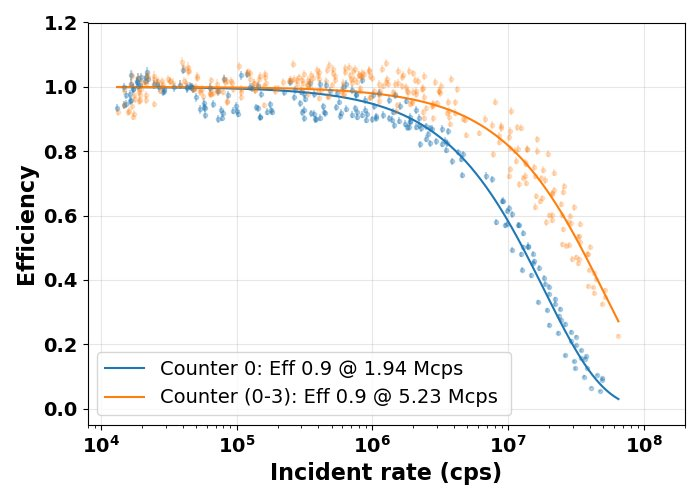 1.2
1.0
0.8
0.6
0.4
0.2
0.0
Efficiency
Counter 0: Eff 0.9 @ 1.94 Mcps
Counter (0-3): Eff 0.9 @ 5.23 Mcps
10⁴ 10⁵ 10⁶ 10⁷ 10⁸
Incident rate (cps)